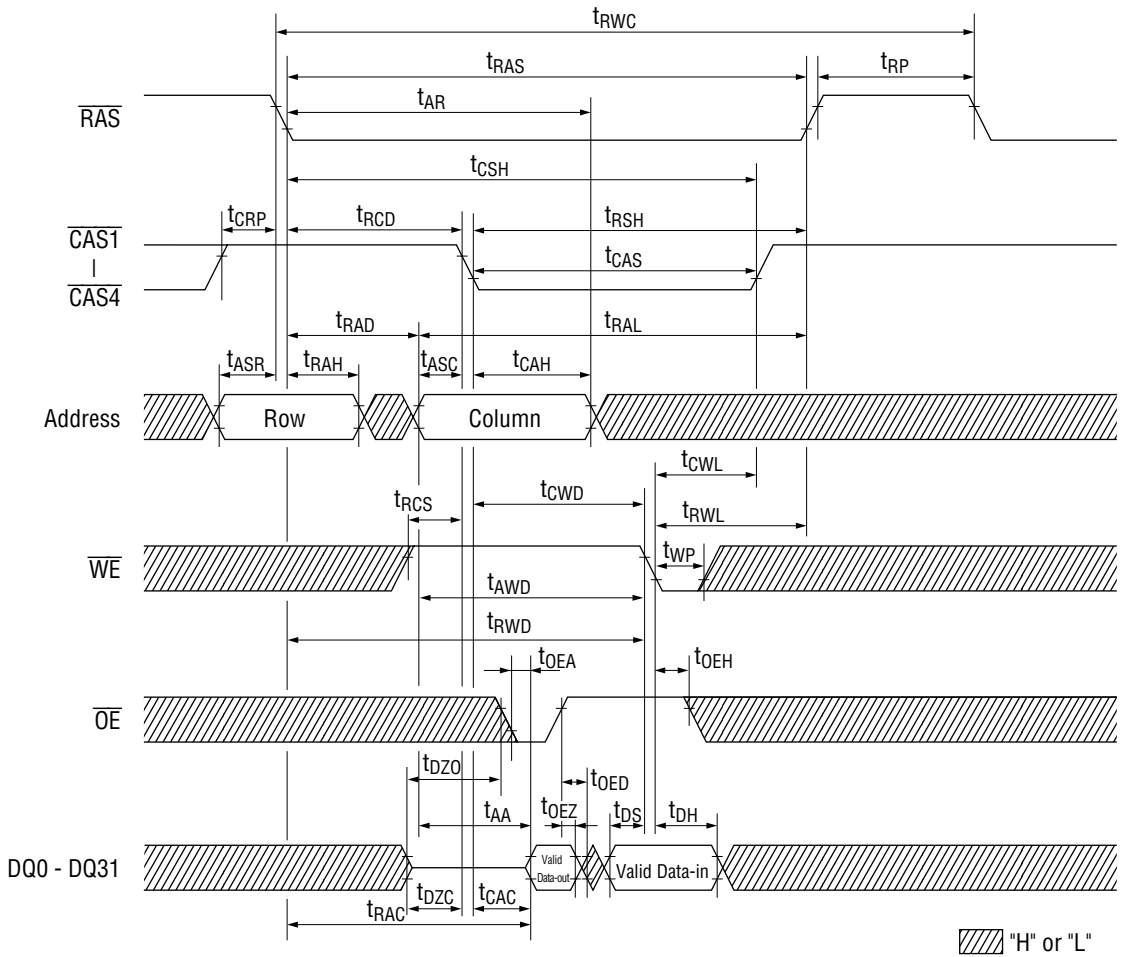 tRWC
tRAS
tRP
tAR
RAS
tCSH
tCRP
tRCD
tRSH
CAS1
tCAS
CAS4
tRAD
tRAL
tASR
tRAH
tASC
tCAH
Address
Row
Column
tCWL
tCWD
tRCS
tRWL
tWP
WE
tAWD
tRWD
tOEA
tOEH
OE
tDZO
tOED
tAA
tOEZ
tDS
tDH
DQ0 - DQ31
Valid
Data-out
Valid Data-in
tDZC
tCAC
tRAC
"H" or "L"